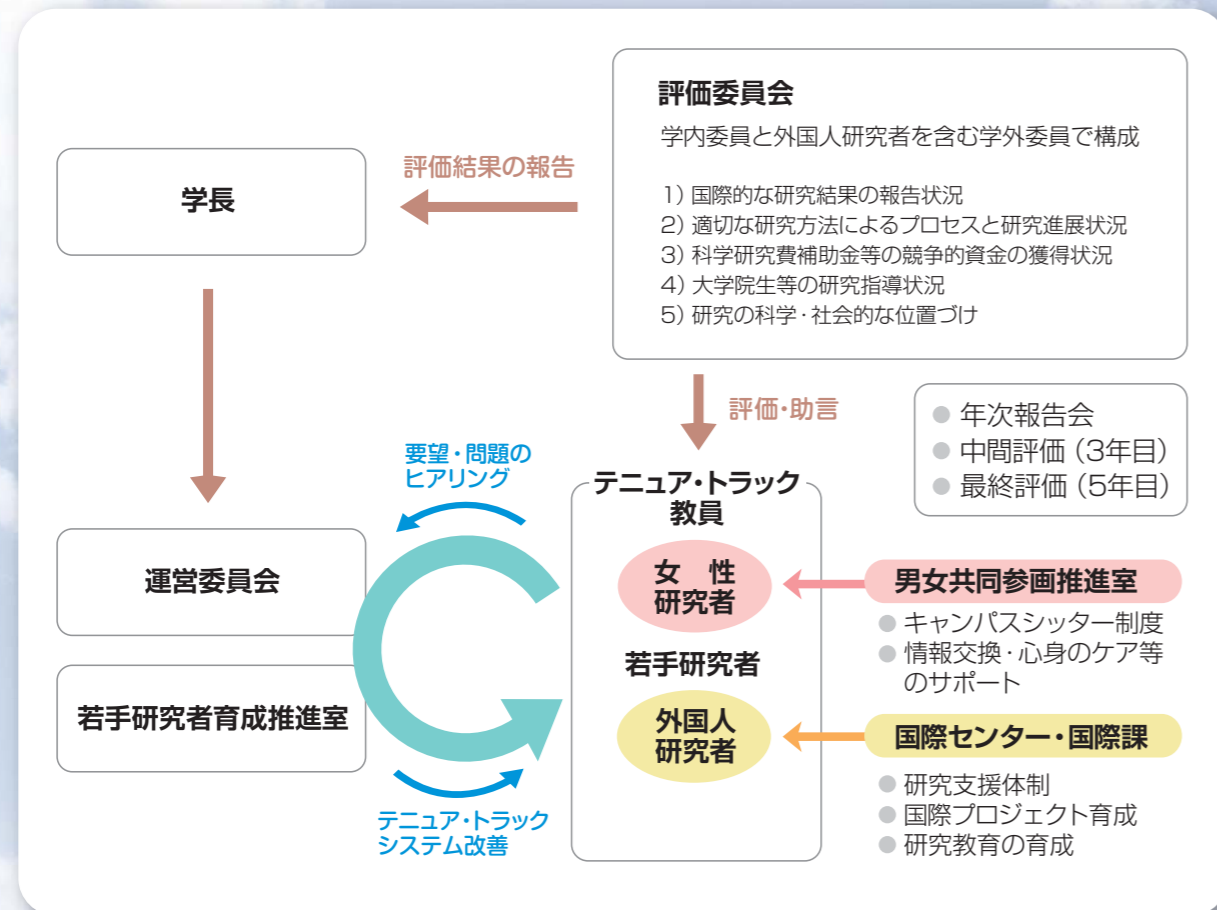 評価委員会
学内委員と外国人研究者を含む学外委員で構成
1）国際的な研究結果の報告状況
2）適切な研究方法によるプロセスと研究進展状況
3）科学研究費補助金等の競争的資金の獲得状況
4）大学院生等の研究指導状況
5）研究の科学・社会的な位置づけ
評価結果の報告
学長
評価・助言
年次報告会
中間評価（3年目）
最終評価（5年目）
要望・問題の
ヒアリング
運営委員会
若手研究者育成推進室
テニュア・トラック
システム改善
テニュア・トラック
教員
女 性
研究者
若手研究者
外国人
研究者
男女共同参画推進室
キャンパスシッター制度
情報交換・心身のケア等
のサポート
国際センター・国際課
研究支援体制
国際プロジェクト育成
研究教育の育成